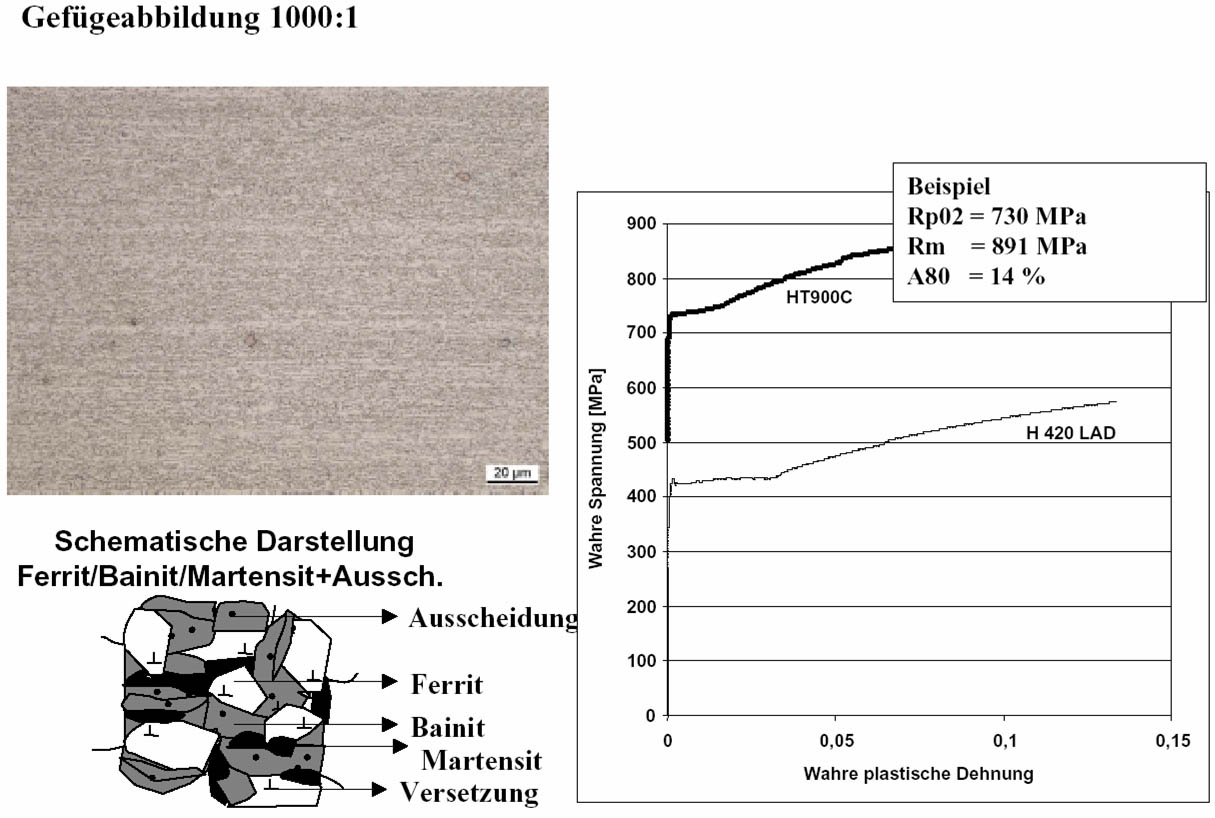 Gefügeabbildung 1000:1
20 µm
Schematische Darstellung
Ferrit/Bainit/Martensit+Aussch.
Ausscheidung
Ferrit
Bainit
Martensit
Versetzung
Beispiel
Rp02 = 730 MPa
Rm = 891 MPa
A80 = 14 %
Wahre Spannung [MPa]
900
800
700
600
500
400
300
200
100
0
HT900C
H 420 LAD
0 0,05 0,1 0,15
Wahre plastische Dehnung